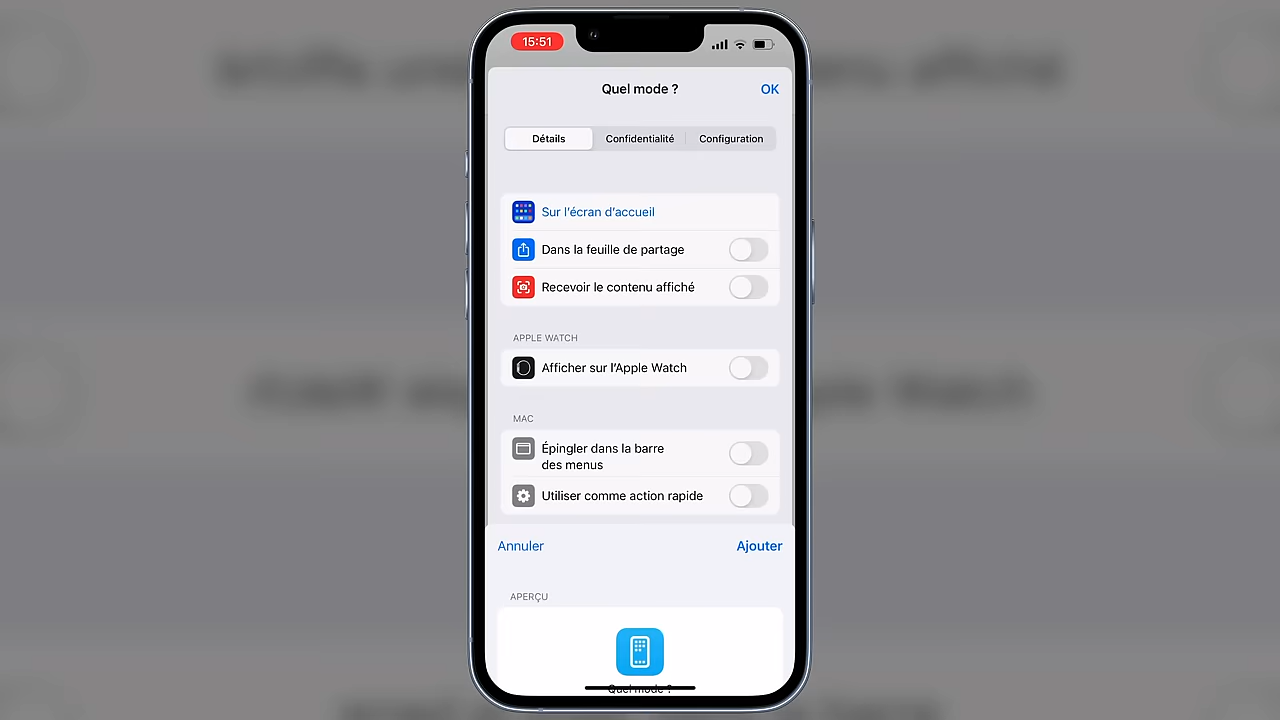 15:51
Quel mode ?
OK
Détails
Confidentialité
Configuration
Sur l’écran d’accueil
Dans la feuille de partage
Recevoir le contenu affiché
APPLE WATCH
Afficher sur l’Apple Watch
MAC
Épingler dans la barre
des menus
Utiliser comme action rapide
Annuler
Ajouter
APERÇU
Quel mode ?